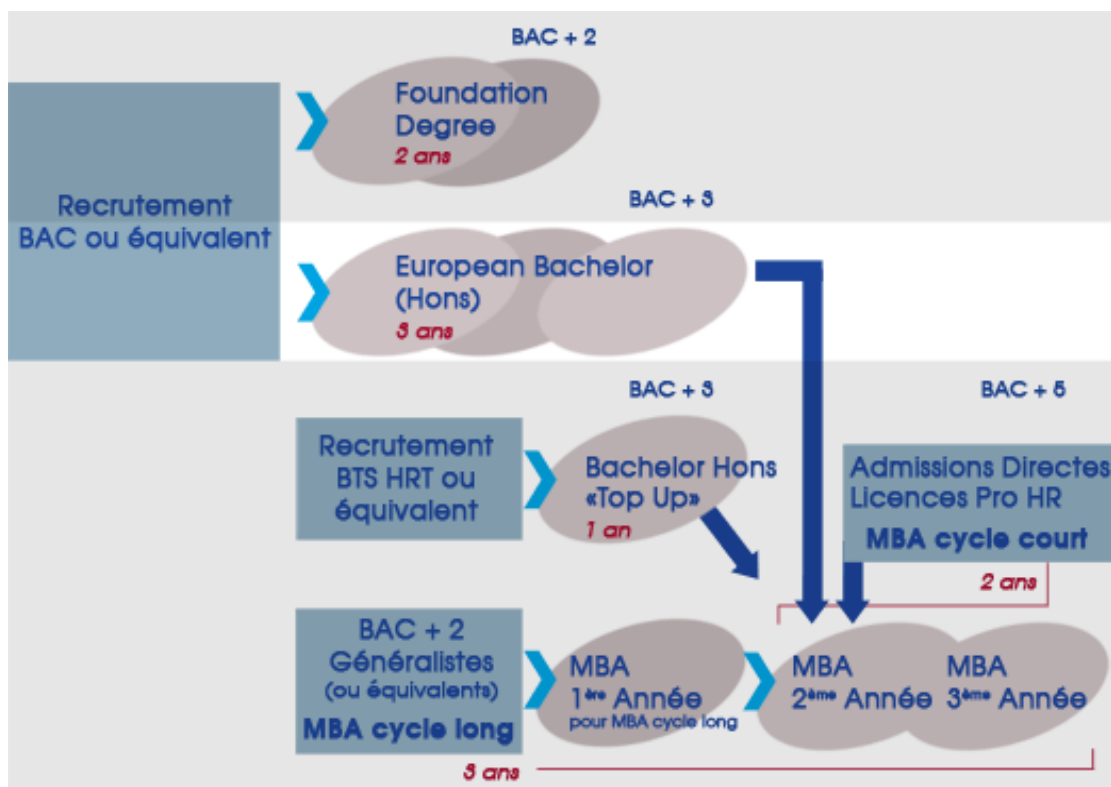 BAC + 2
Foundation
Degree
2 ans
Recrutement
BAC ou équivalent
BAC + 3
European Bachelor
(Hons)
3 ans
BAC + 3
BAC + 5
Recrutement
BTS HRT ou
équivalent
Bachelor Hons
«Top Up»
1 an
Admissions Directes
Licences Pro HR
MBA cycle court
2 ans
BAC + 2
Généralistes
(ou équivalents)
MBA cycle long
MBA
1ère Année
pour MBA cycle long
MBA
2ème Année
MBA
3ème Année
3 ans